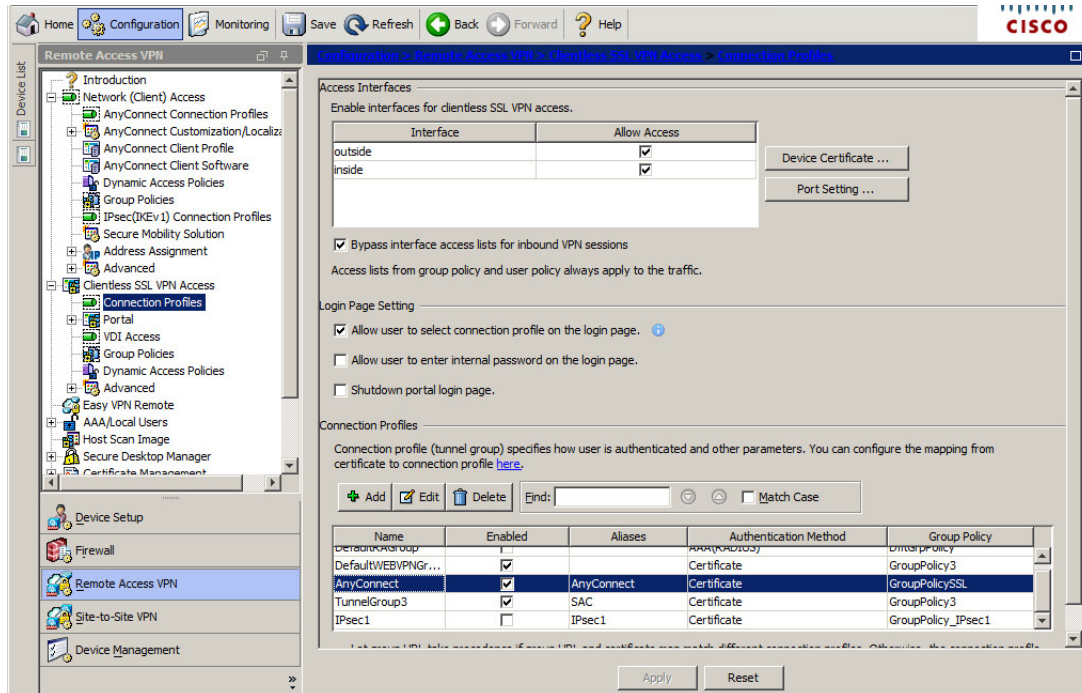 Home Configuration Monitoring Save Refresh Back Forward Help
CISCO
Device List
Remote Access VPN
Introduction
Network (Client) Access
AnyConnect Connection Profiles
AnyConnect Customization/Localiza
AnyConnect Client Profile
AnyConnect Client Software
Dynamic Access Policies
Group Policies
IPsec(IKEv1) Connection Profiles
Secure Mobility Solution
Address Assignment
Advanced
Clientless SSL VPN Access
Connection Profiles
Portal
VDI Access
Group Policies
Dynamic Access Policies
Advanced
Easy VPN Remote
AAA/Local Users
Host Scan Image
Secure Desktop Manager
Certificate Management
Device Setup
Firewall
Remote Access VPN
Site-to-Site VPN
Device Management
»
Configuration > Remote Access VPN > Clientless SSL VPN Access > Connection Profiles
Access Interfaces
Enable interfaces for clientless SSL VPN access.
Interface Allow Access
outside
inside
Device Certificate ...
Port Setting ...
Bypass interface access lists for inbound VPN sessions
Access lists from group policy and user policy always apply to the traffic.
Login Page Setting
Allow user to select connection profile on the login page.
Allow user to enter internal password on the login page.
Shutdown portal login page.
Connection Profiles
Connection profile (tunnel group) specifies how user is authenticated and other parameters. You can configure the mapping from
certificate to connection profile here.
Add Edit Delete Find: Match Case
Name Enabled Aliases Authentication Method Group Policy
DefaultRAGroup AAA(RADIUS) DfltGrpPolicy
DefaultWEBVPNGr... Certificate GroupPolicy3
AnyConnect AnyConnect Certificate GroupPolicySSL
TunnelGroup3 SAC Certificate GroupPolicy3
IPsec1 IPsec1 Certificate GroupPolicy_IPsec1
Apply Reset